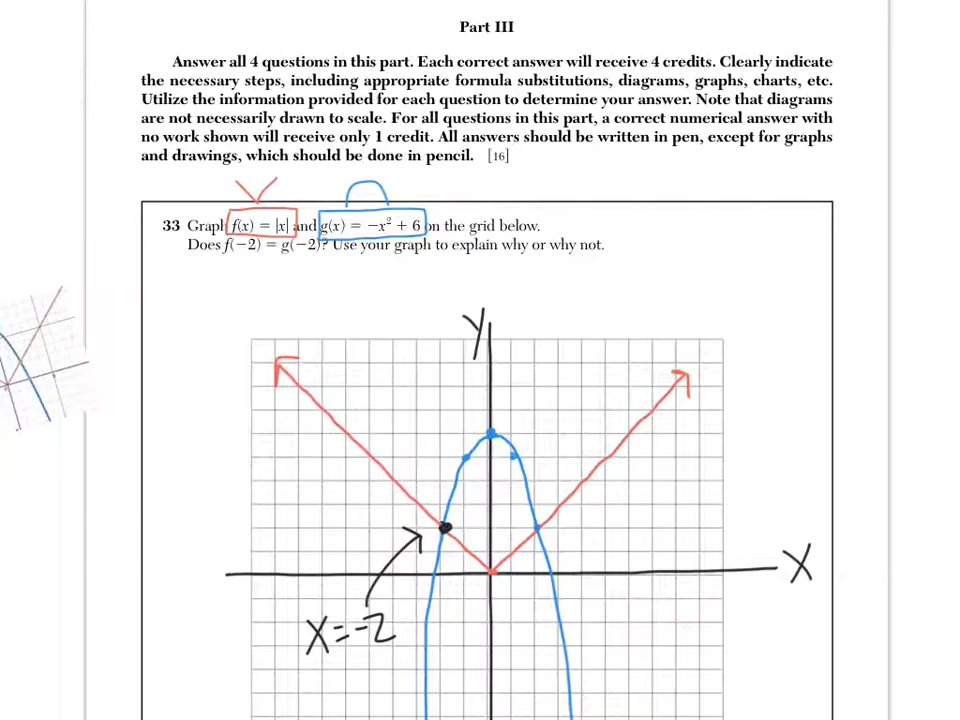 Part III
Answer all 4 questions in this part. Each correct answer will receive 4 credits. Clearly indicate
the necessary steps, including appropriate formula substitutions, diagrams, graphs, charts, etc.
Utilize the information provided for each question to determine your answer. Note that diagrams
are not necessarily drawn to scale. For all questions in this part, a correct numerical answer with
no work shown will receive only 1 credit. All answers should be written in pen, except for graphs
and drawings, which should be done in pencil. [16]
33 Graph f(x) = |x| and g(x) = −x² + 6 on the grid below.
Does f(−2) = g(−2)? Use your graph to explain why or why not.
y
x
x=-2